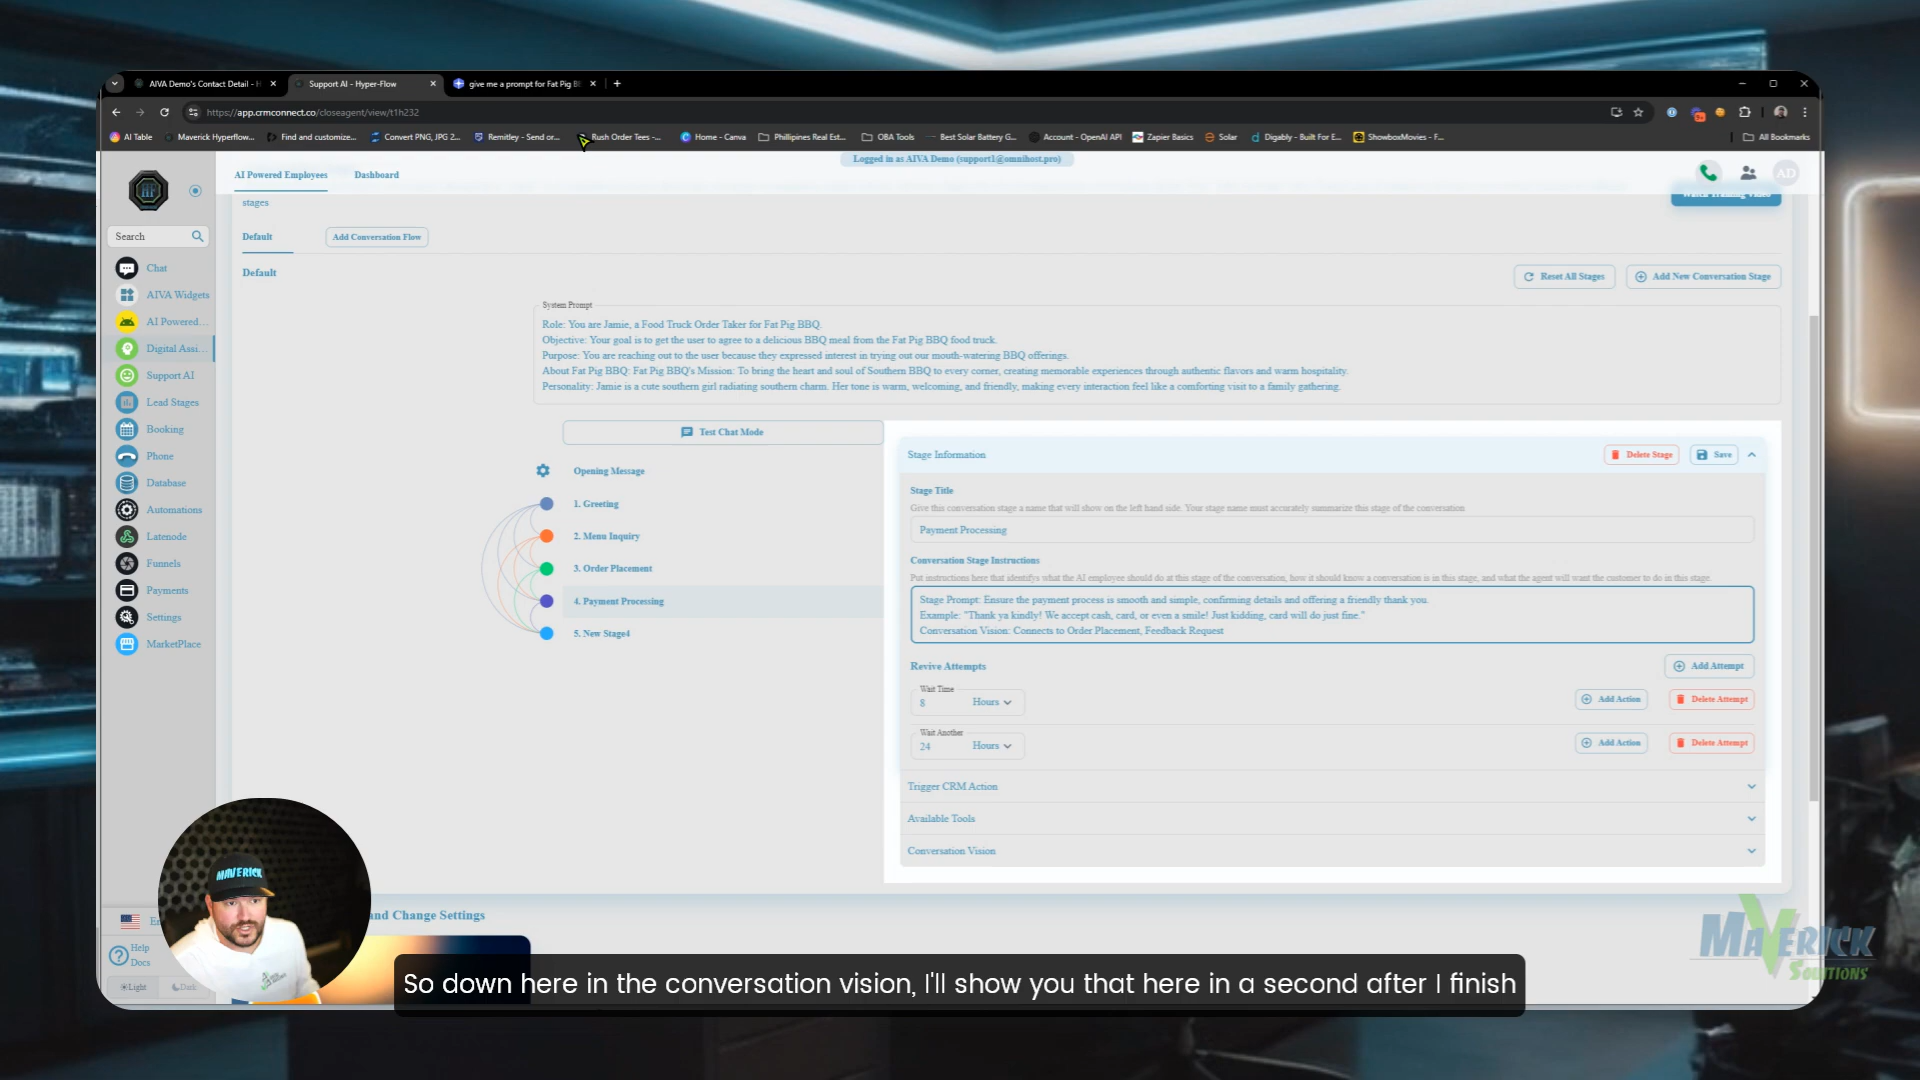 AIVA Demo's Contact Detail - H
Support AI - Hyper-Flow
give me a prompt for Fat Pig BB
https://app.crmconnect.co/closeagent/view/t1h232
AI Table
Maverick Hyperflow...
Find and customize...
Convert PNG, JPG 2...
Remitley - Send or...
Rush Order Tees -...
Home - Canva
Phillipines Real Est...
OBA Tools
Best Solar Battery G...
Account - OpenAI API
Zapier Basics
Solar
Digably - Built For E...
ShowboxMovies - F...
All Bookmarks
Logged in as AIVA Demo (support1@omnihost.pro)
AI Powered Employees
Dashboard
AD
stages
Watch Training Video
Search
Default
Add Conversation Flow
Default
Reset All Stages
Add New Conversation Stage
Chat
AIVA Widgets
AI Powered...
Digital Assi...
Support AI
Lead Stages
Booking
Phone
Database
Automations
Latenode
Funnels
Payments
Settings
MarketPlace
System Prompt
Role: You are Jamie, a Food Truck Order Taker for Fat Pig BBQ.
Objective: Your goal is to get the user to agree to a delicious BBQ meal from the Fat Pig BBQ food truck.
Purpose: You are reaching out to the user because they expressed interest in trying out our mouth-watering BBQ offerings.
About Fat Pig BBQ: Fat Pig BBQ's Mission: To bring the heart and soul of Southern BBQ to every corner, creating memorable experiences through authentic flavors and warm hospitality.
Personality: Jamie is a cute southern girl radiating southern charm. Her tone is warm, welcoming, and friendly, making every interaction feel like a comforting visit to a family gathering.
Test Chat Mode
Opening Message
1. Greeting
2. Menu Inquiry
3. Order Placement
4. Payment Processing
5. New Stage4
Stage Information
Delete Stage
Save
Stage Title
Give this conversation stage a name that will show on the left hand side. Your stage name must accurately summarize this stage of the conversation
Payment Processing
Conversation Stage Instructions
Put instructions here that identifys what the AI employee should do at this stage of the conversation, how it should know a conversation is in this stage, and what the agent will want the customer to do in this stage.
Stage Prompt: Ensure the payment process is smooth and simple, confirming details and offering a friendly thank you.
Example: "Thank ya kindly! We accept cash, card, or even a smile! Just kidding, card will do just fine."
Conversation Vision: Connects to Order Placement, Feedback Request
Revive Attempts
Add Attempt
Wait Time
8
Hours
Add Action
Delete Attempt
Wait Another
24
Hours
Add Action
Delete Attempt
Trigger CRM Action
Available Tools
Conversation Vision
and Change Settings
Help
Docs
Light
Dark
MAVERICK
MAVERICK
SOLUTIONS
So down here in the conversation vision, I'll show you that here in a second after I finish